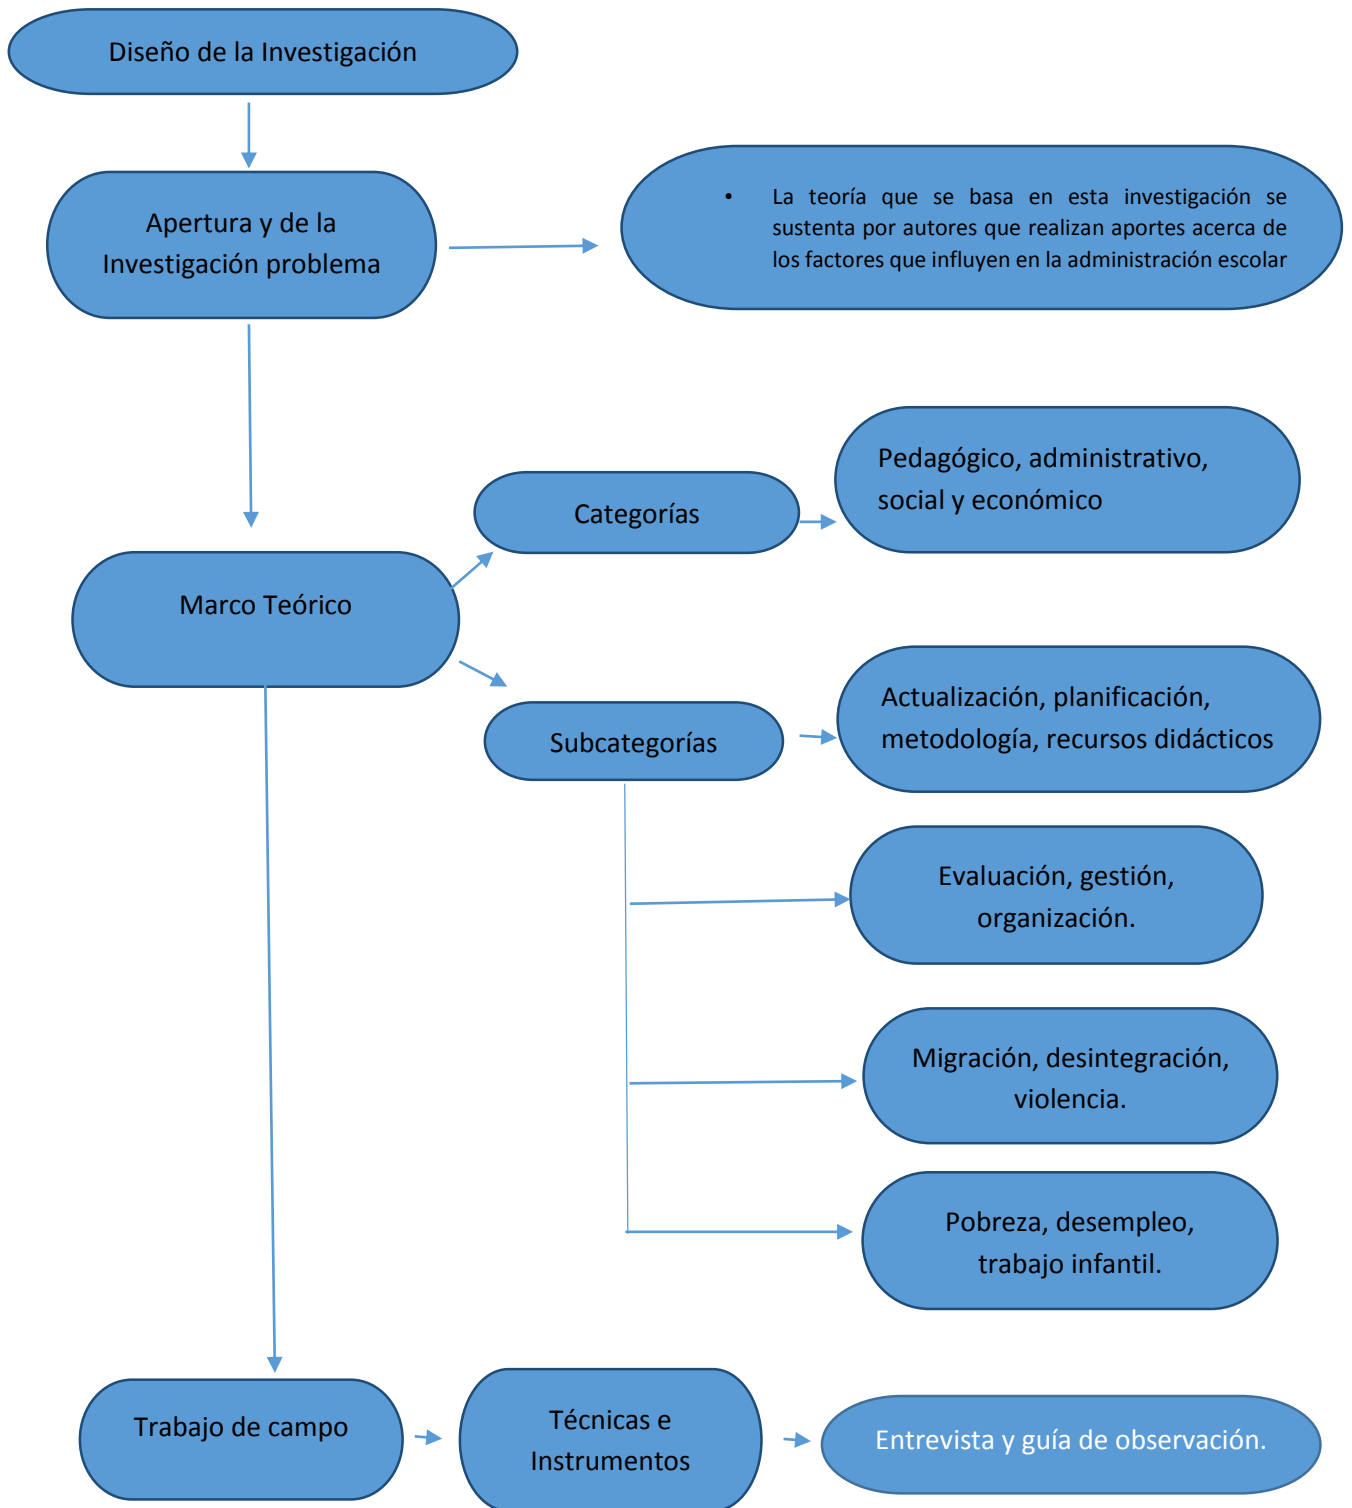 Diseño de la Investigación
Apertura y de la
Investigación problema
• La teoría que se basa en esta investigación se
sustenta por autores que realizan aportes acerca de
los factores que influyen en la administración escolar
Categorías
Pedagógico, administrativo,
social y económico
Marco Teórico
Subcategorías
Actualización, planificación,
metodología, recursos didácticos
Evaluación, gestión,
organización.
Migración, desintegración,
violencia.
Pobreza, desempleo,
trabajo infantil.
Trabajo de campo
Técnicas e
Instrumentos
Entrevista y guía de observación.